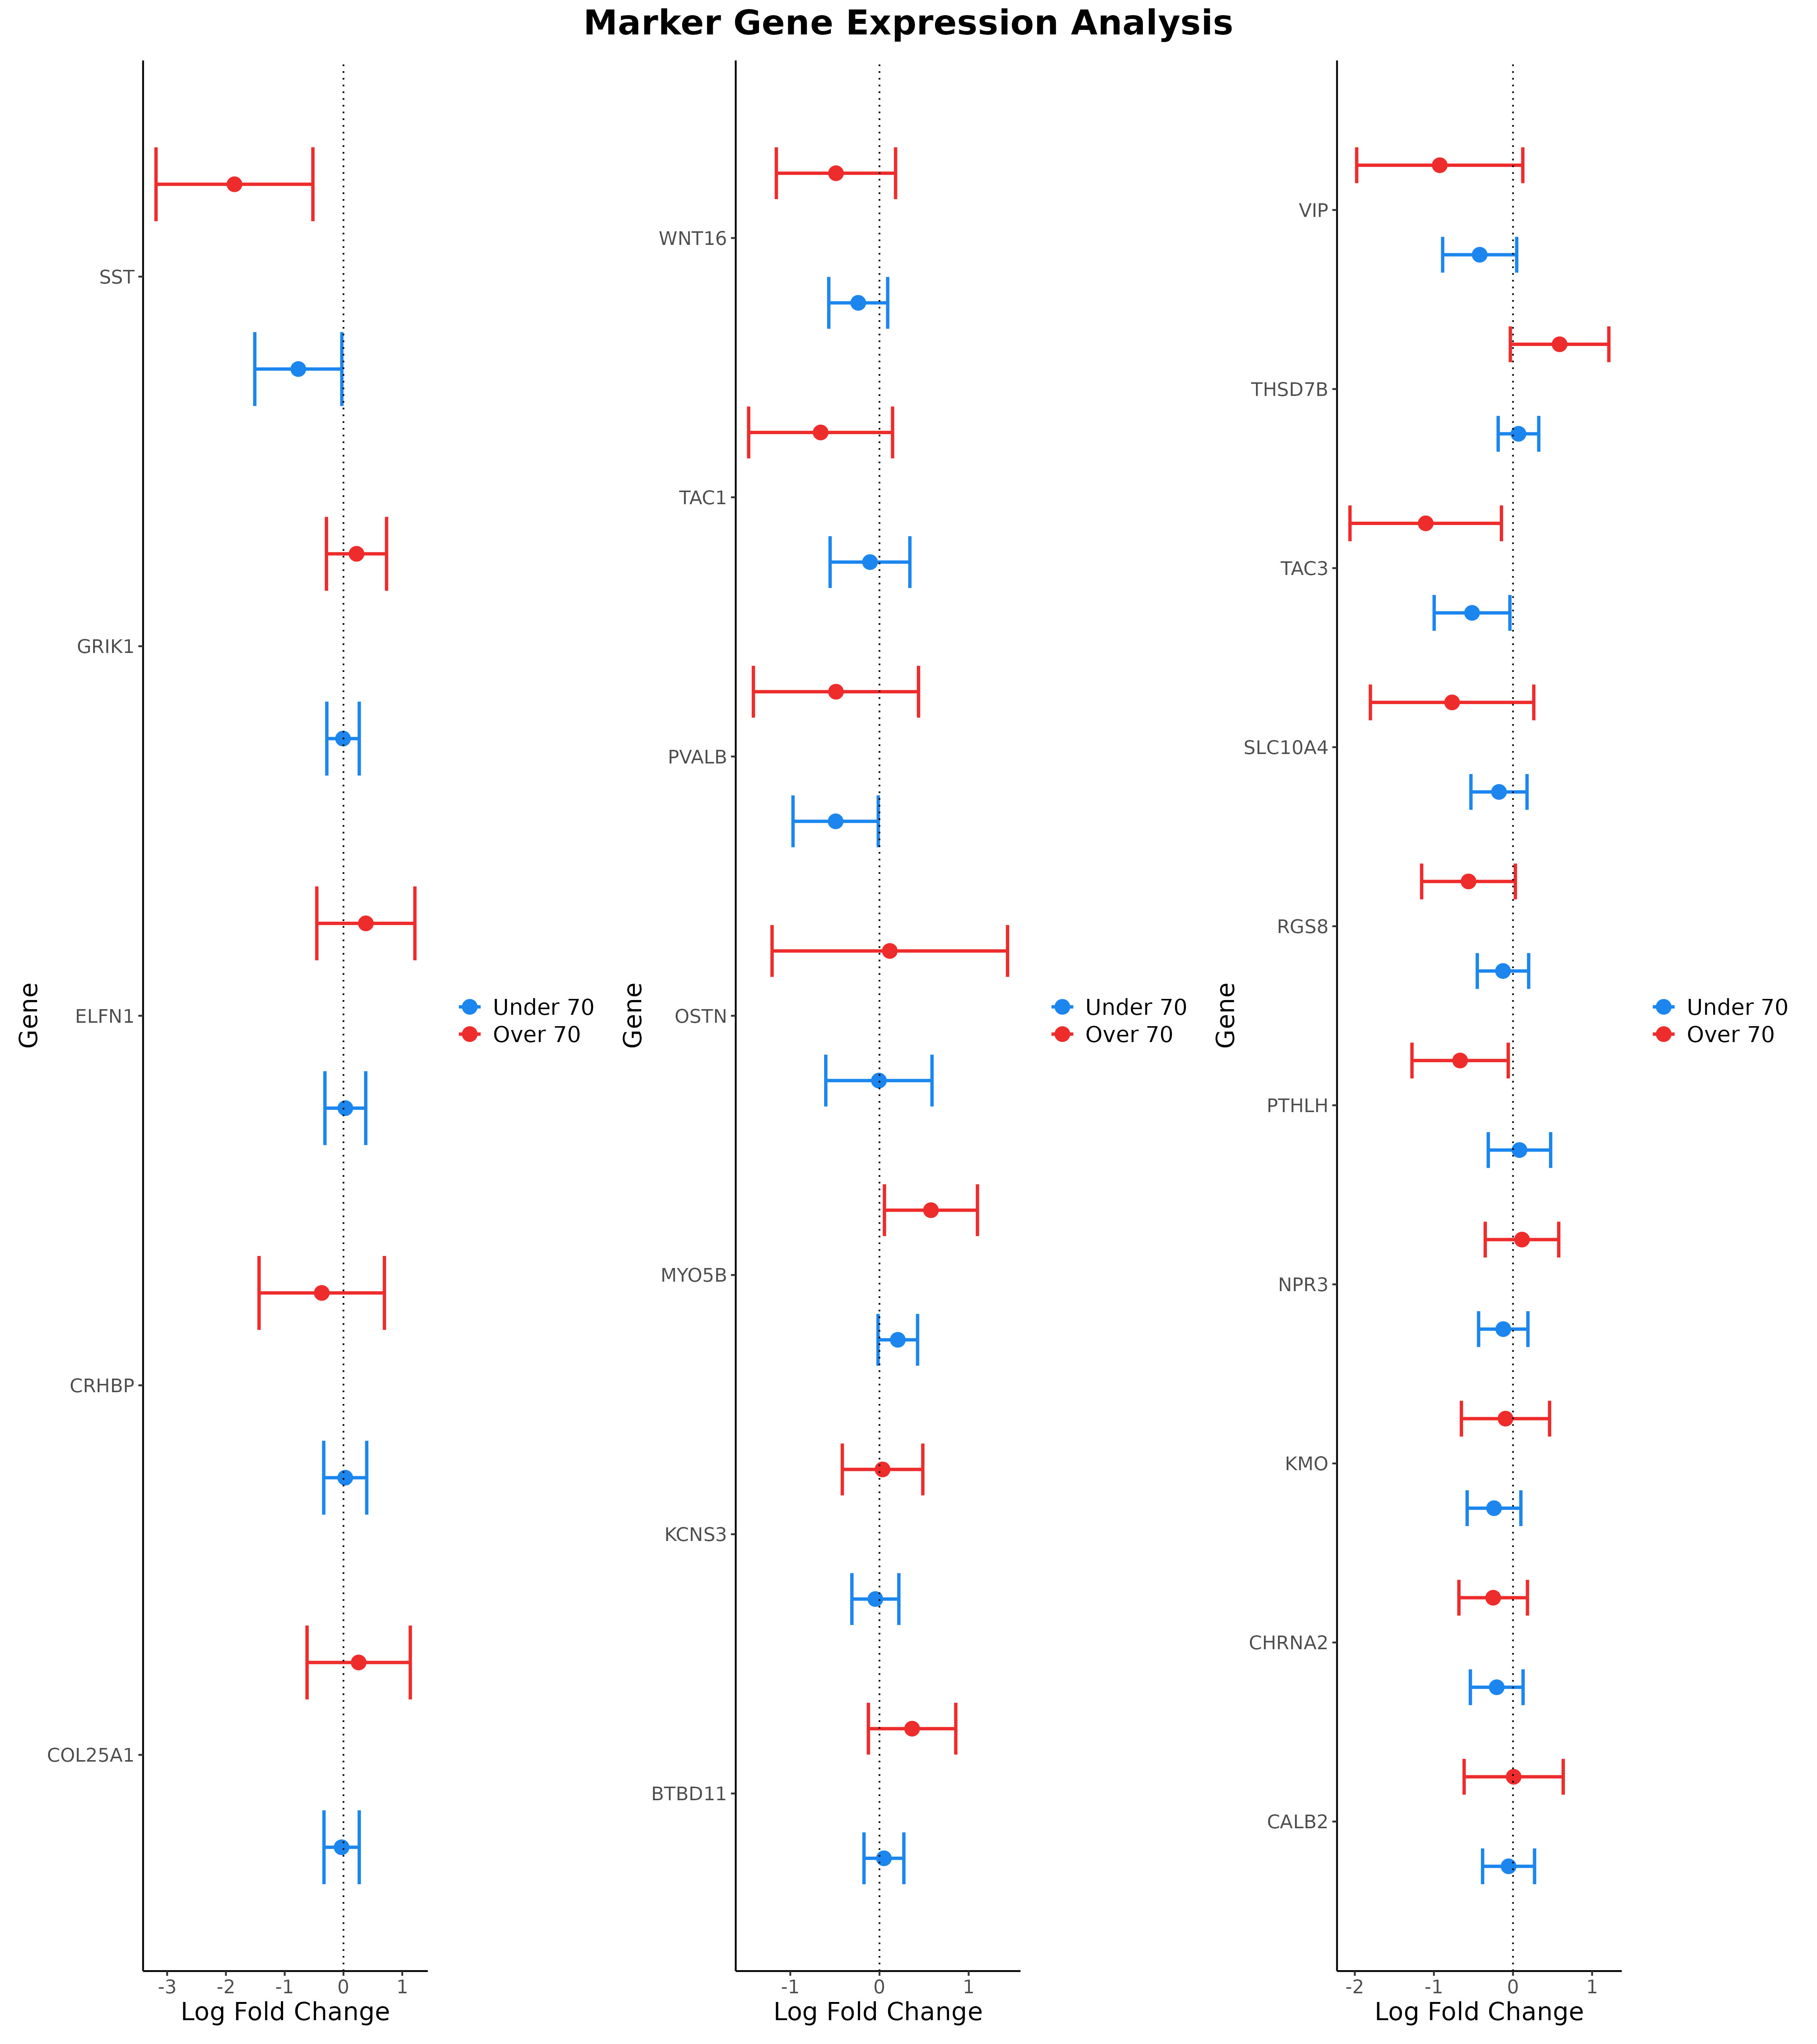 Marker Gene Expression Analysis
Gene
SST
GRIK1
ELFN1
CRHBP
COL25A1
-3 -2 -1 0 1
Log Fold Change
Under 70
Over 70
Gene
WNT16
TAC1
PVALB
OSTN
MYO5B
KCNS3
BTBD11
-1 0 1
Log Fold Change
Under 70
Over 70
Gene
VIP
THSD7B
TAC3
SLC10A4
RGS8
PTHLH
NPR3
KMO
CHRNA2
CALB2
-2 -1 0 1
Log Fold Change
Under 70
Over 70